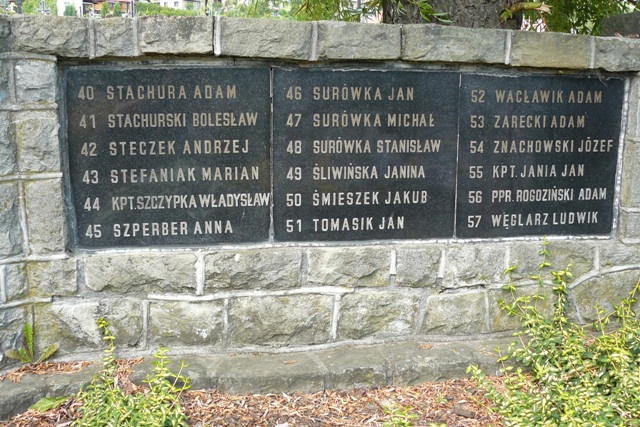 40 STACHURA ADAM
41 STACHURSKI BOLESŁAW
42 STECZEK ANDRZEJ
43 STEFANIAK MARIAN
44 KPT. SZCZYPKA WŁADYSŁAW
45 SZPERBER ANNA
46 SURÓWKA JAN
47 SURÓWKA MICHAŁ
48 SURÓWKA STANISŁAW
49 ŚLIWIŃSKA JANINA
50 ŚMIESZEK JAKUB
51 TOMASIK JAN
52 WACŁAWIK ADAM
53 ZARECKI ADAM
54 ZNACHOWSKI JÓZEF
55 KPT. JANIA JAN
56 PPR. ROGOZIŃSKI ADAM
57 WĘGLARZ LUDWIK